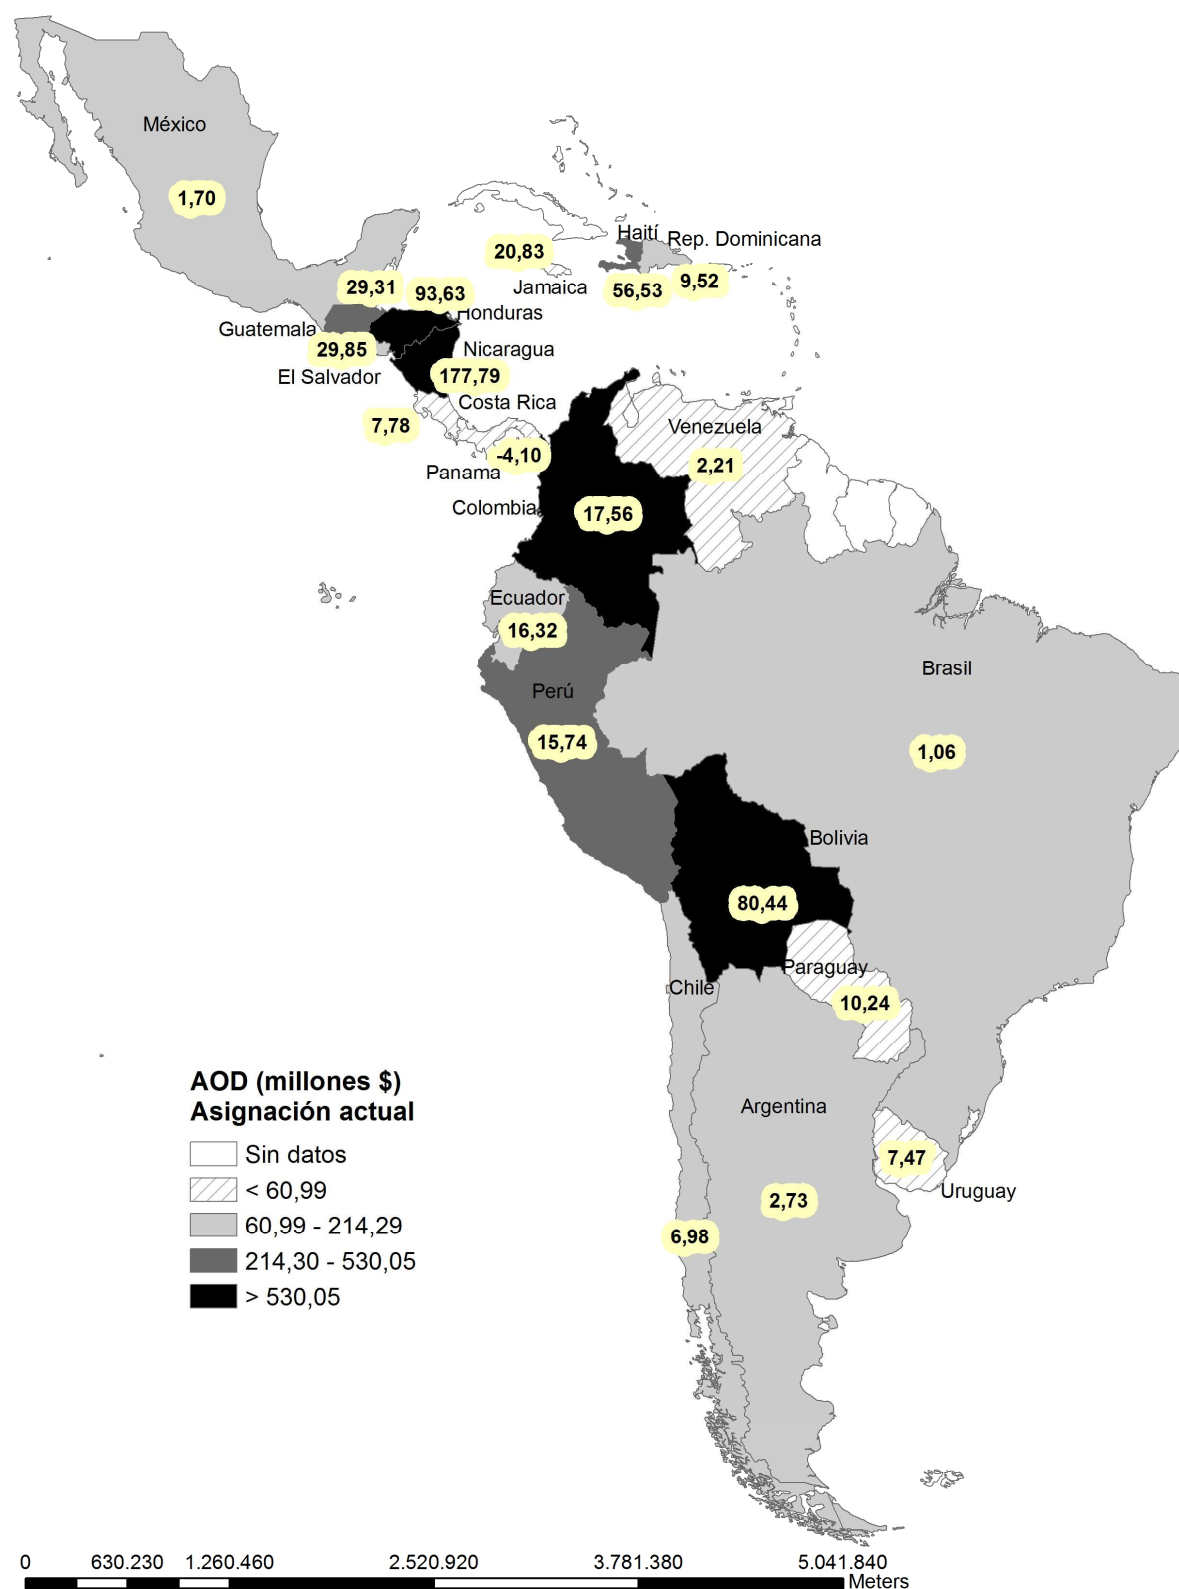 México
1,70
Haití
Rep. Dominicana
20,83
Jamaica
56,53
9,52
29,31
93,63
Honduras
Guatemala
29,85
Nicaragua
El Salvador
177,79
Costa Rica
7,78
Venezuela
-4,10
2,21
Panama
Colombia
17,56
Ecuador
16,32
Brasil
Perú
15,74
1,06
Bolivia
80,44
Paraguay
Chile
10,24
Argentina
7,47
Uruguay
2,73
6,98
AOD (millones $)
Asignación actual
Sin datos
< 60,99
60,99 - 214,29
214,30 - 530,05
> 530,05
0 630.230 1.260.460 2.520.920 3.781.380 5.041.840
Meters